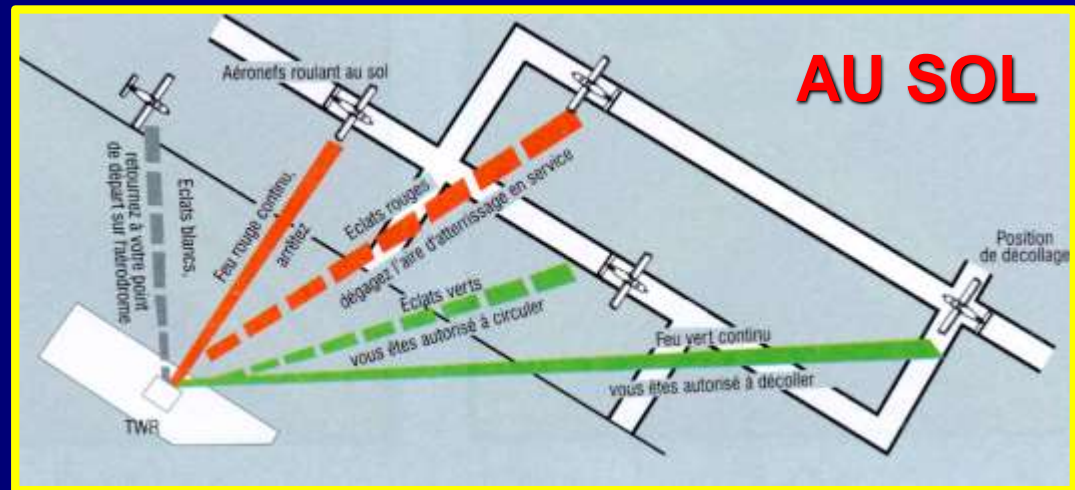 AU SOL
Aéronefs roulant au sol
Eclats blancs,
retournez à votre point
de départ sur l'aérodrome
Feu rouge continu,
arrêtez
Eclats rouges
dégagez l'aire d'atterrissage en service
Eclats verts
vous êtes autorisé à circuler
Feu vert continu
vous êtes autorisé à décoller
Position
de décollage
TWR